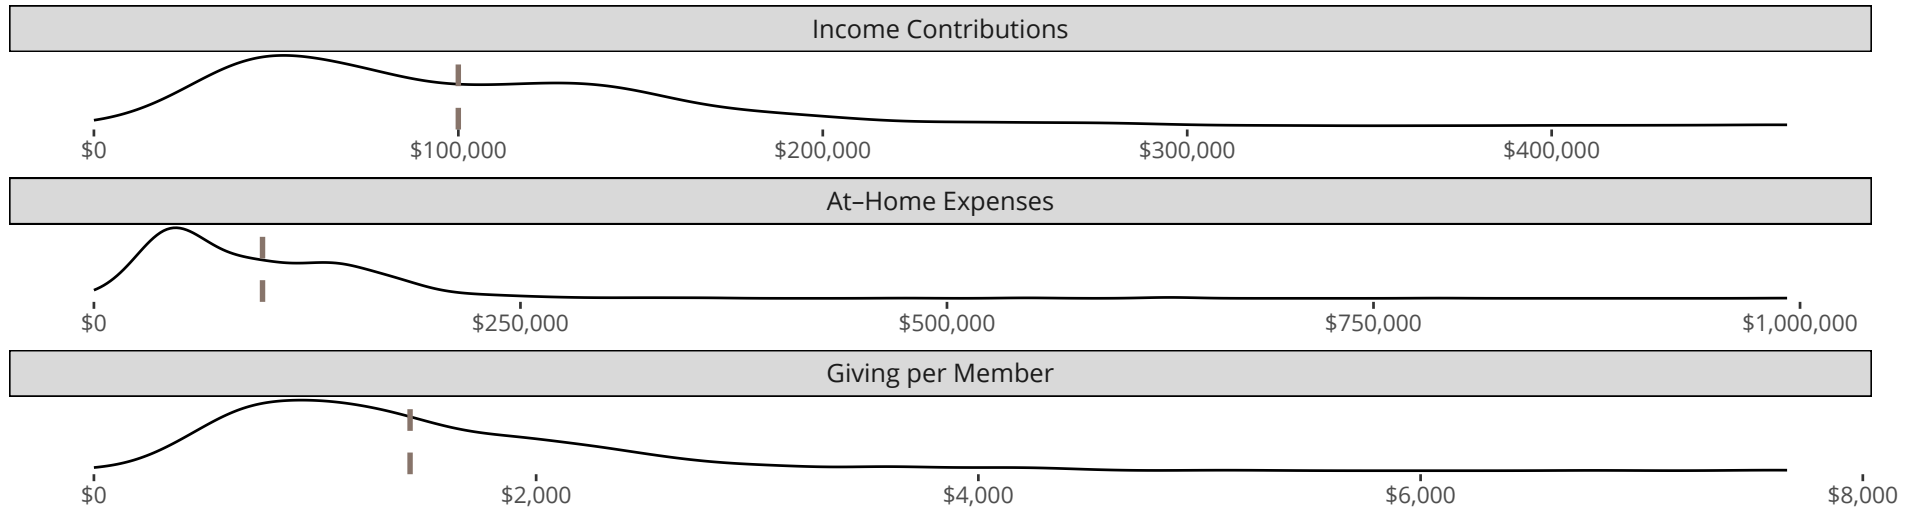 Income Contributions
$0 $100,000 $200,000 $300,000 $400,000
At–Home Expenses
$0 $250,000 $500,000 $750,000 $1,000,000
Giving per Member
$0 $2,000 $4,000 $6,000 $8,000